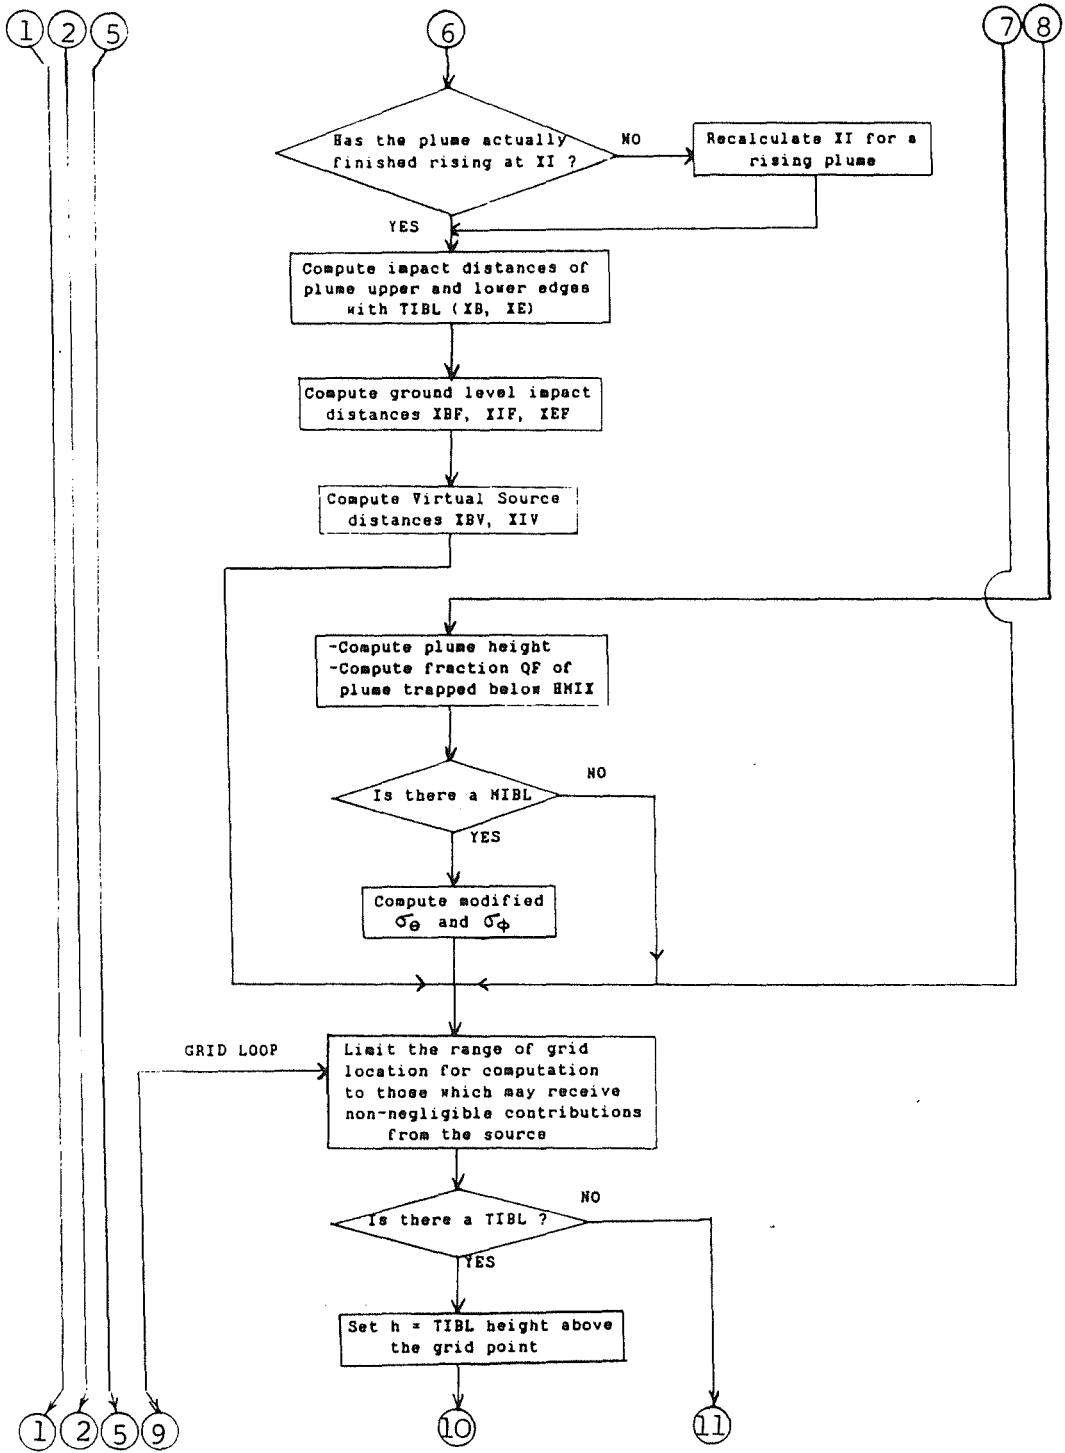 1 2 5 6 7 8
Has the plume actually
finished rising at XI ?
NO
Recalculate XI for a
rising plume
YES
Compute impact distances of
plume upper and lower edges
with TIBL (XB, XE)
Compute ground level impact
distances XBF, XIF, XEF
Compute Virtual Source
distances XBV, XIV
-Compute plume height
-Compute fraction QF of
plume trapped below HMIX
Is there a MIBL
NO
YES
Compute modified
σθ and σΦ
GRID LOOP
Limit the range of grid
location for computation
to those which may receive
non-negligible contributions
from the source
Is there a TIBL ?
NO
YES
Set h = TIBL height above
the grid point
1 2 5 9 10 11